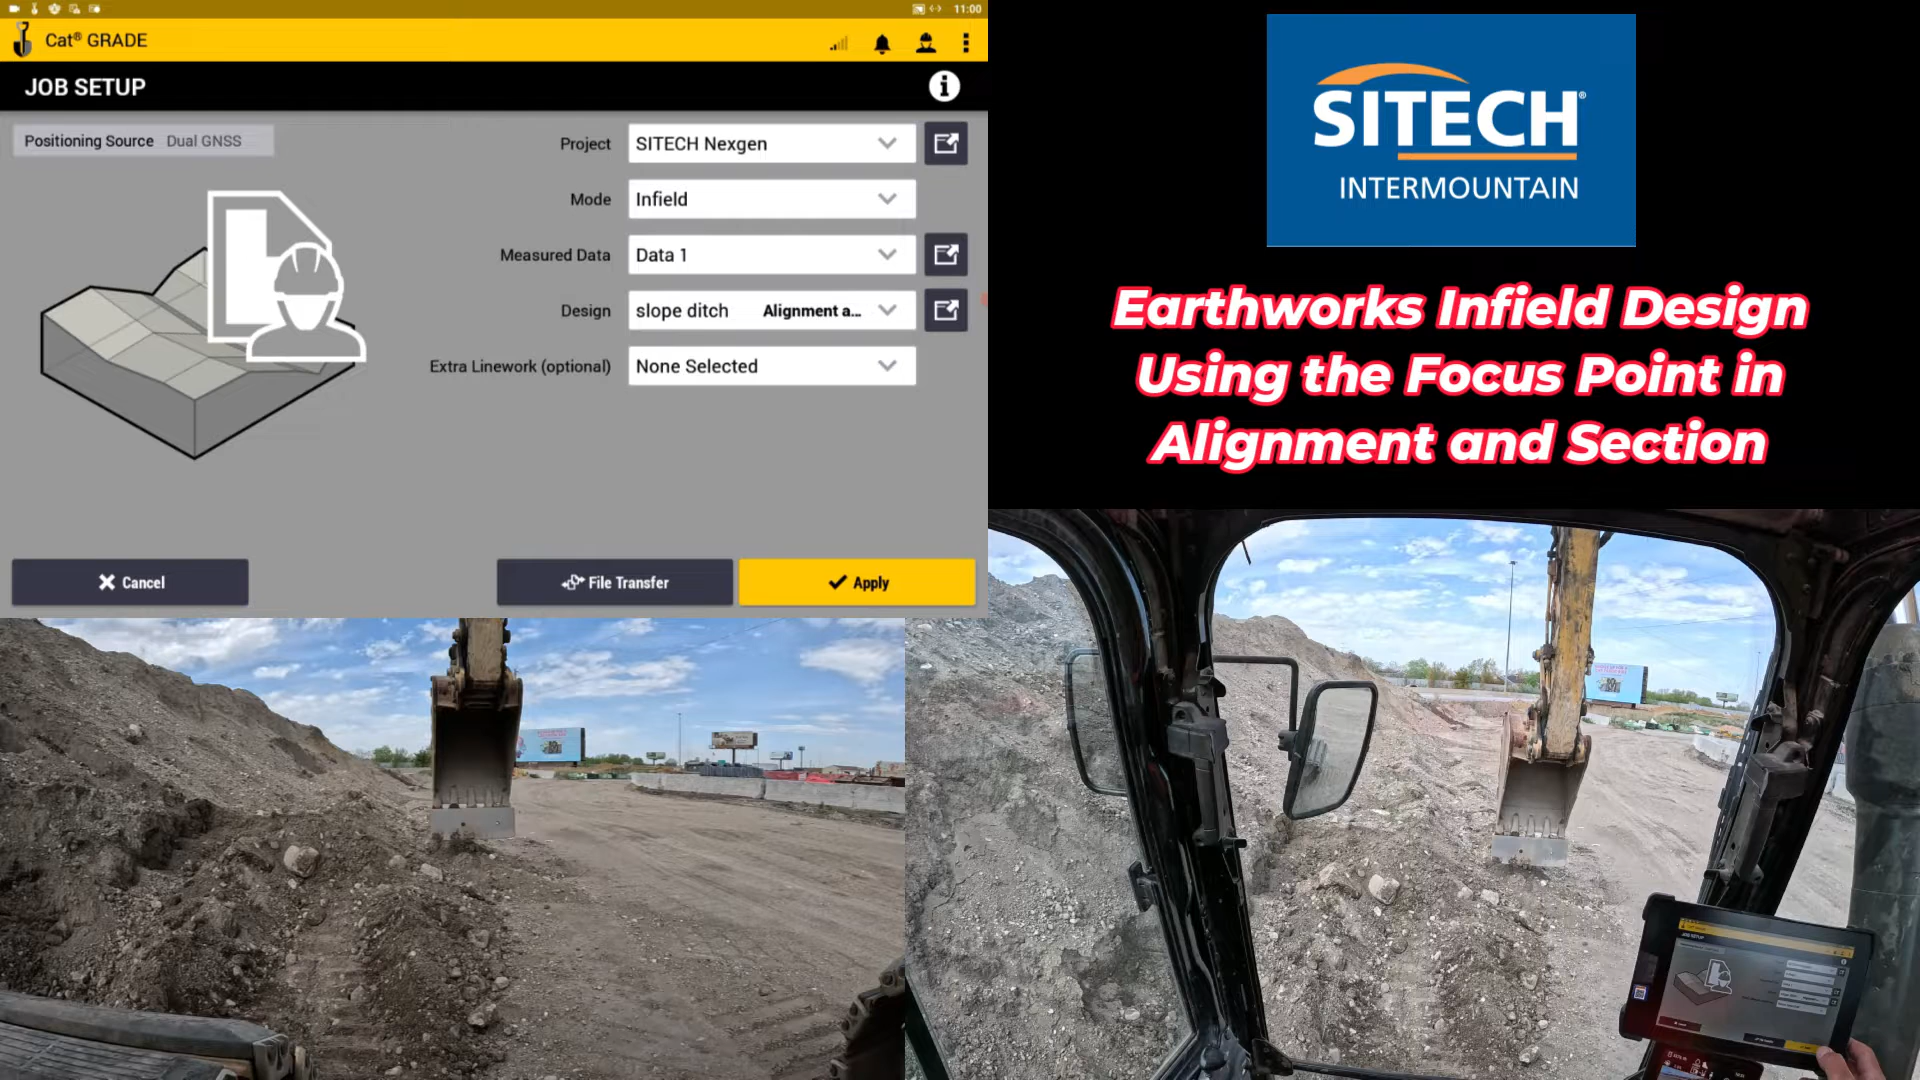 11:00
Cat® GRADE
JOB SETUP
Positioning Source Dual GNSS
Project SITECH Nexgen
Mode Infield
Measured Data Data 1
Design slope ditch Alignment a...
Extra Linework (optional) None Selected
Cancel
File Transfer
Apply
SITECH®
INTERMOUNTAIN
Earthworks Infield Design
Using the Focus Point in
Alignment and Section
JOB SETUP